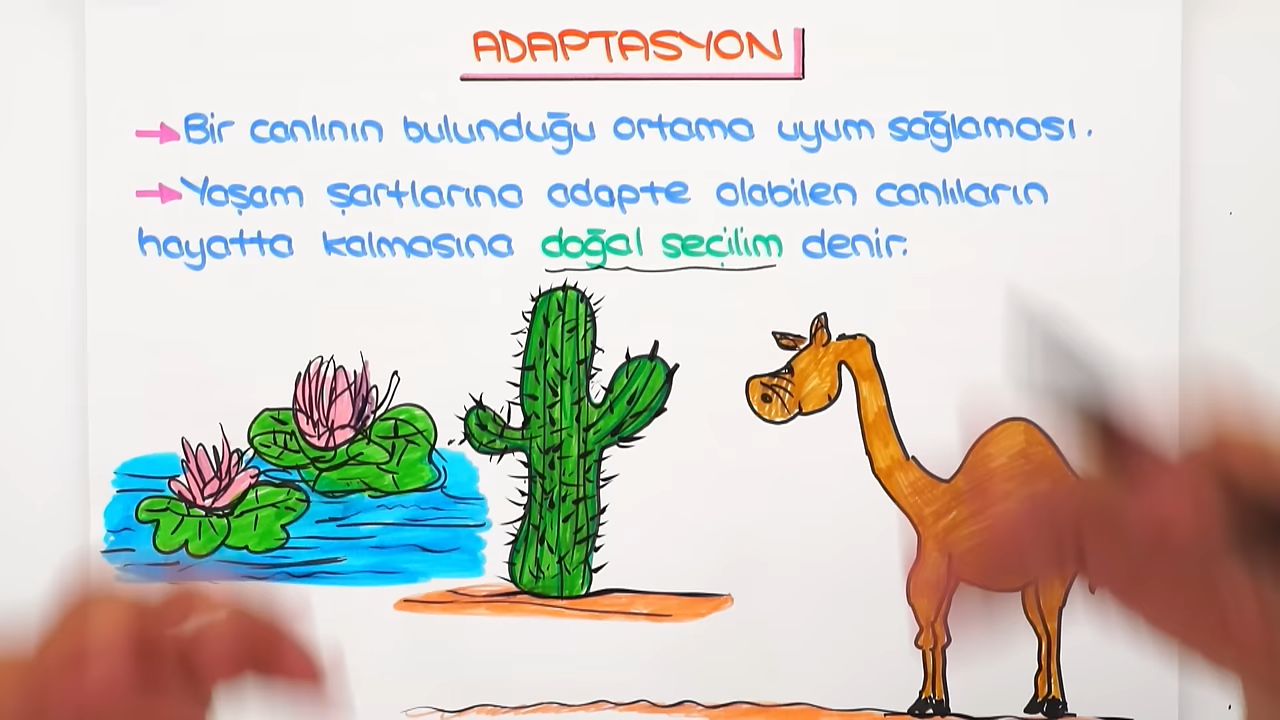 ADAPTASYON
Bir canlının bulunduğu ortama uyum sağlaması.
Yaşam şartlarına adapte olabilen canlıların
hayatta kalmasına doğal seçilim denir.